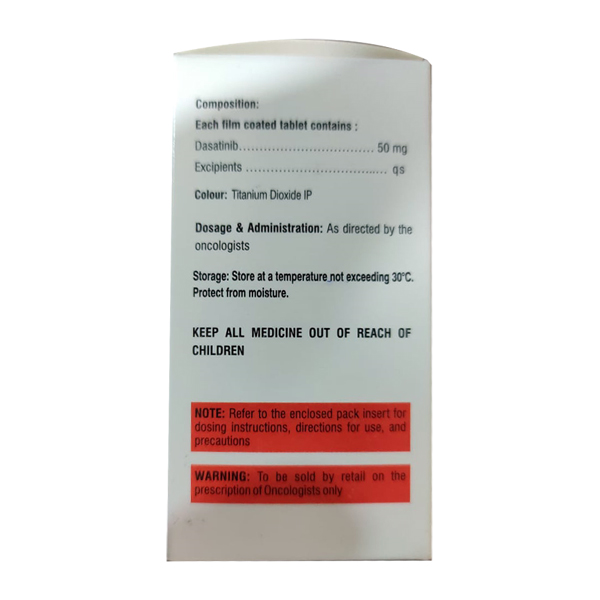 Composition:
Each film coated tablet contains :
Dasatinib................................. 50 mg
Excipients ................................... qs
Colour: Titanium Dioxide IP
Dosage & Administration: As directed by the
oncologists
Storage: Store at a temperature not exceeding 30°C.
Protect from moisture.
KEEP ALL MEDICINE OUT OF REACH OF
CHILDREN
NOTE: Refer to the enclosed pack insert for
dosing instructions, directions for use, and
precautions
WARNING: To be sold by retail on the
prescription of Oncologists only